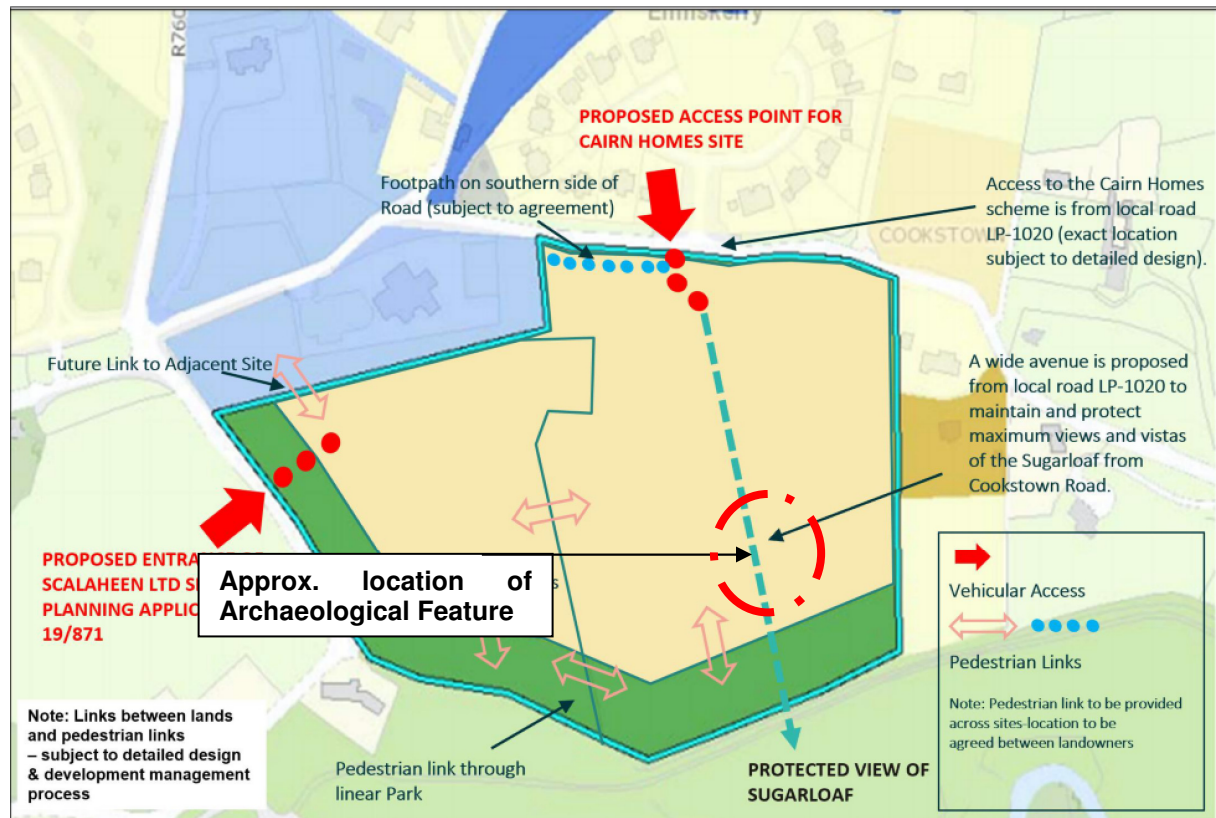 Enniskerry
R760
PROPOSED ACCESS POINT FOR
CAIRN HOMES SITE
Footpath on southern side of
Road (subject to agreement)
Access to the Cairn Homes
scheme is from local road
LP-1020 (exact location
subject to detailed design).
COOKSTOWN
Future Link to Adjacent Site
A wide avenue is proposed
from local road LP-1020 to
maintain and protect
maximum views and vistas
of the Sugarloaf from
Cookstown Road.
PROPOSED ENTRA
SCALAHEEN LTD S
PLANNING APPLIC
19/871
Approx. location of
Archaeological Feature
s
Vehicular Access
Pedestrian Links
Note: Pedestrian link to be provided
across sites-location to be
agreed between landowners
Note: Links between lands
and pedestrian links
– subject to detailed design
& development management
process
Pedestrian link through
linear Park
PROTECTED VIEW OF
SUGARLOAF